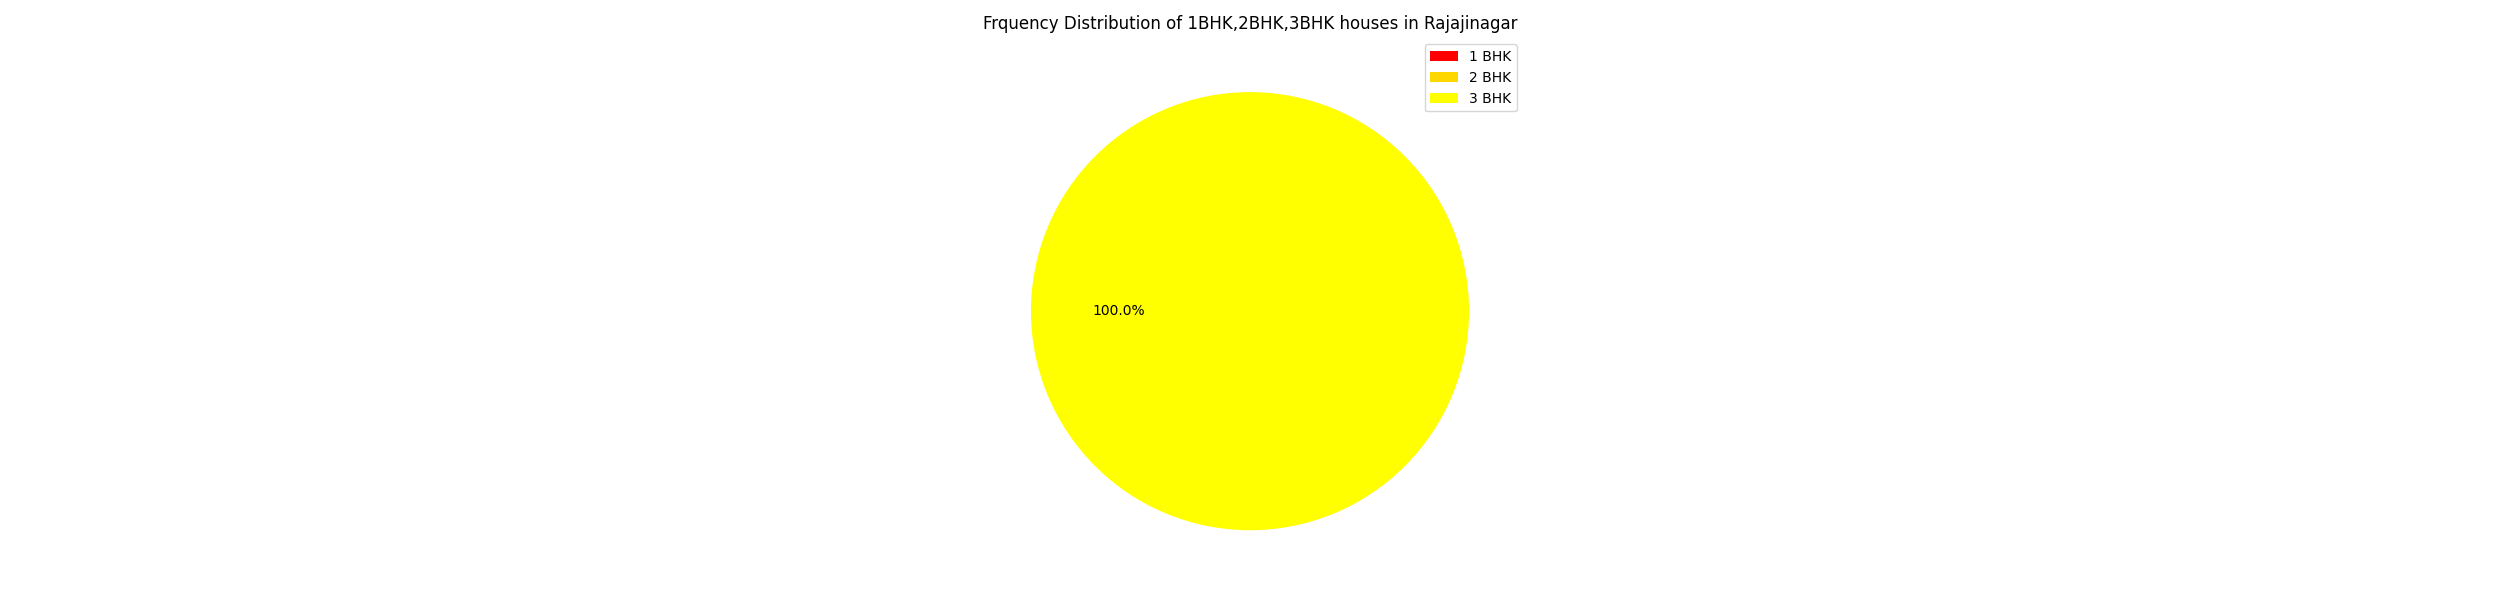 Frquency Distribution of 1BHK,2BHK,3BHK houses in Rajajinagar
1 BHK
2 BHK
3 BHK
100.0%